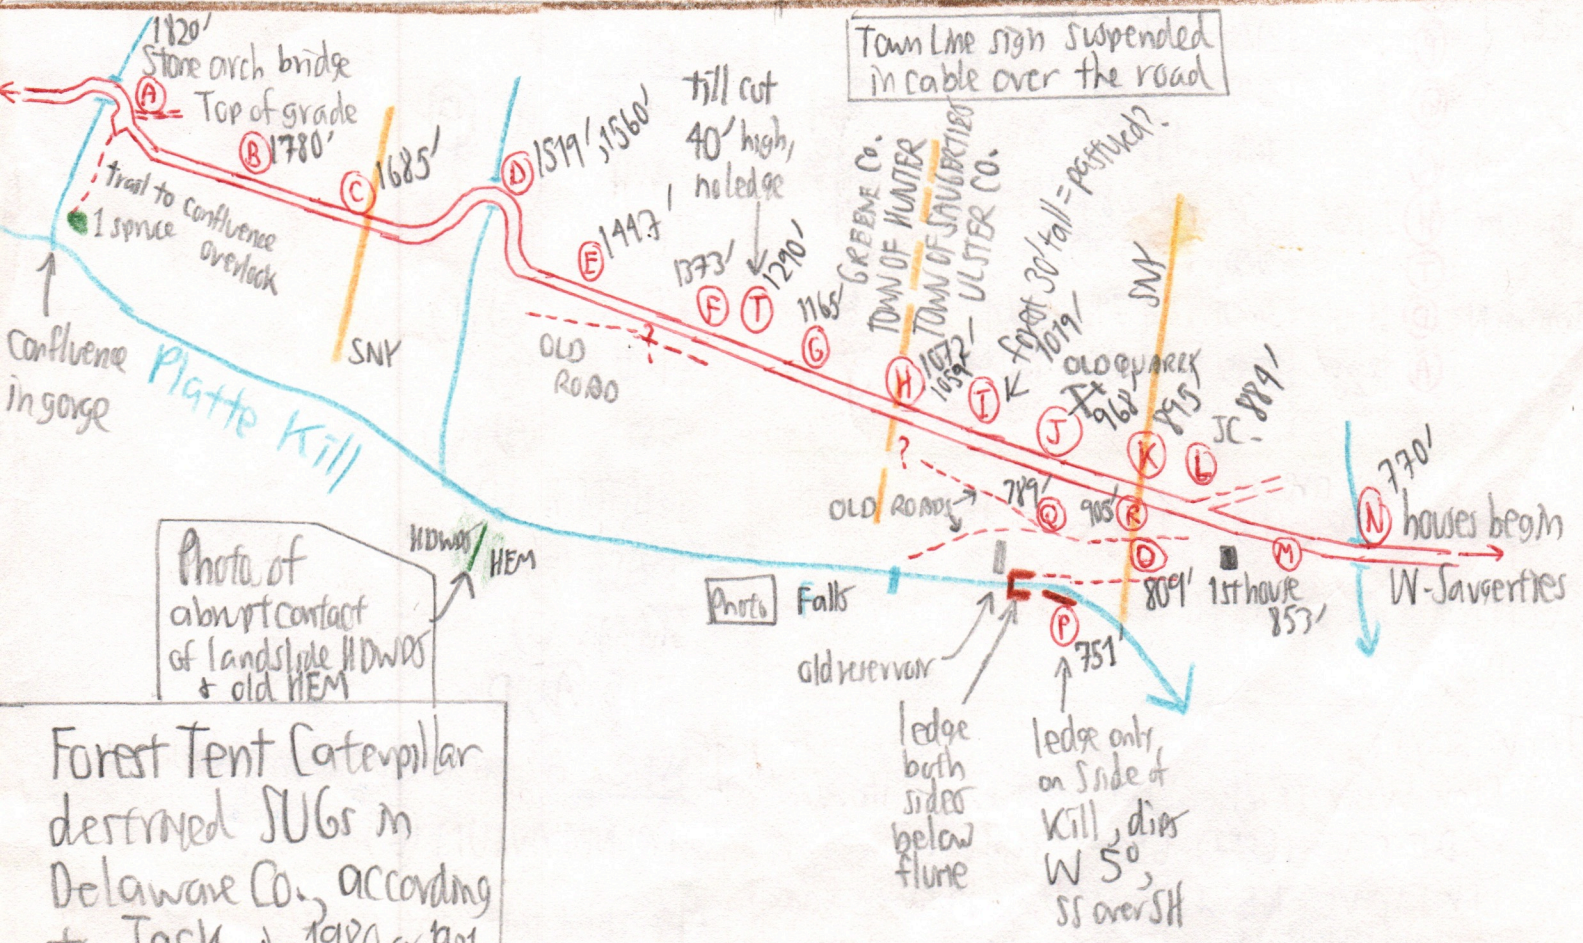 1820'
Stone arch bridge
A
Top of grade
B 1780'
C 1685'
D 1519', 1560'
till cut
40' high,
no ledge
Town Line sign suspended
in cable over the road
trail to confluence
overlook
1 spruce
E 1447'
1373'
F
T
1290'
1165'
G
GREENE CO.
TOWN OF HUNTER
TOWN OF SAUGERTIES
ULSTER CO.
forest 30' tall = pastured?
SNY
SNY
OLD
ROAD
?
H
1072'
1059'
I
1019'
OLD QUARRY
J
968'
K
895'
L
JC.
884'
confluence
in gorge
Platte Kill
?
OLD ROADS
789'
Q
905'
R
O
809'
1st house
M
853'
N
770'
houses begin
W-Saugerties
HDWDS
HEM
Photo of
abrupt contact
of landslide HDWDS
& old HEM
Photo
Falls
P
751'
old reservoir
ledge
both
sides
below
flume
ledge only
on S side of
Kill, dips
W 5°,
SS over SH
Forest Tent Caterpillar
destroyed SUGs in
Delaware Co., according